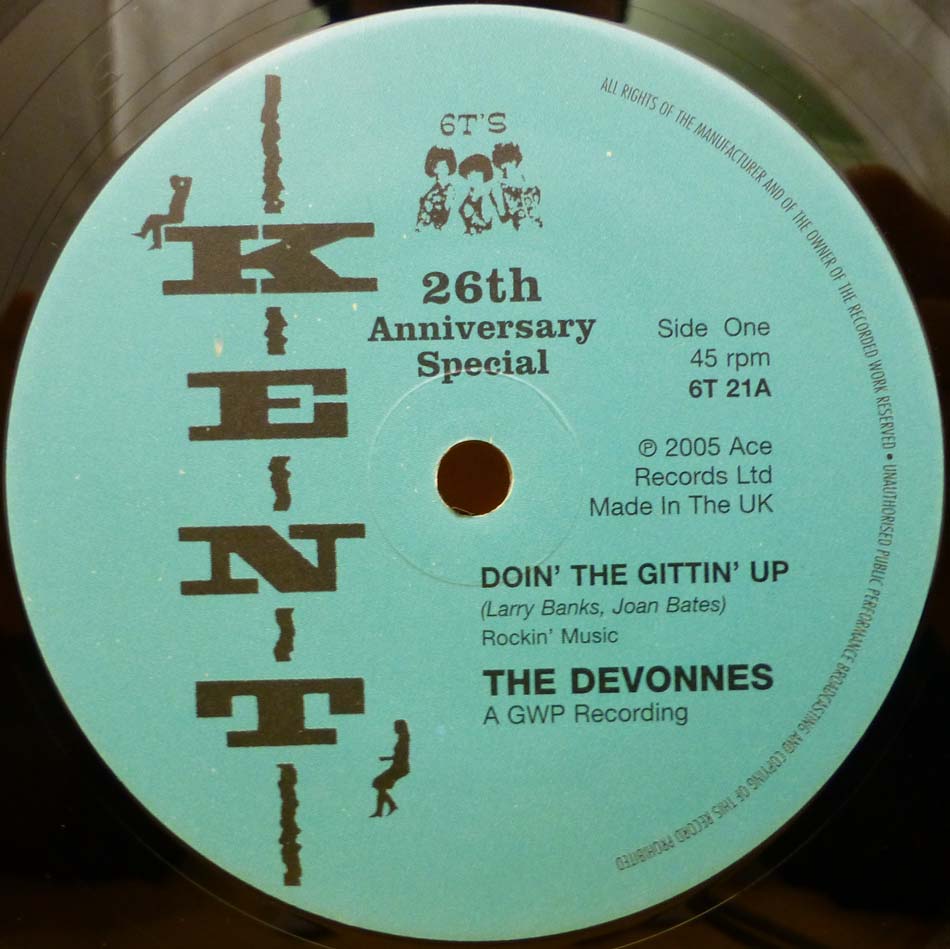 KENT
6T'S
26th
Anniversary
Special
Side One
45 rpm
6T 21A
℗ 2005 Ace
Records Ltd
Made In The UK
DOIN' THE GITTIN' UP
(Larry Banks, Joan Bates)
Rockin' Music
THE DEVONNES
A GWP Recording
ALL RIGHTS OF THE MANUFACTURER AND OF THE OWNER OF THE RECORDED WORK RESERVED • UNAUTHORISED PUBLIC PERFORMANCE BROADCASTING AND COPYING OF THIS RECORD PROHIBITED